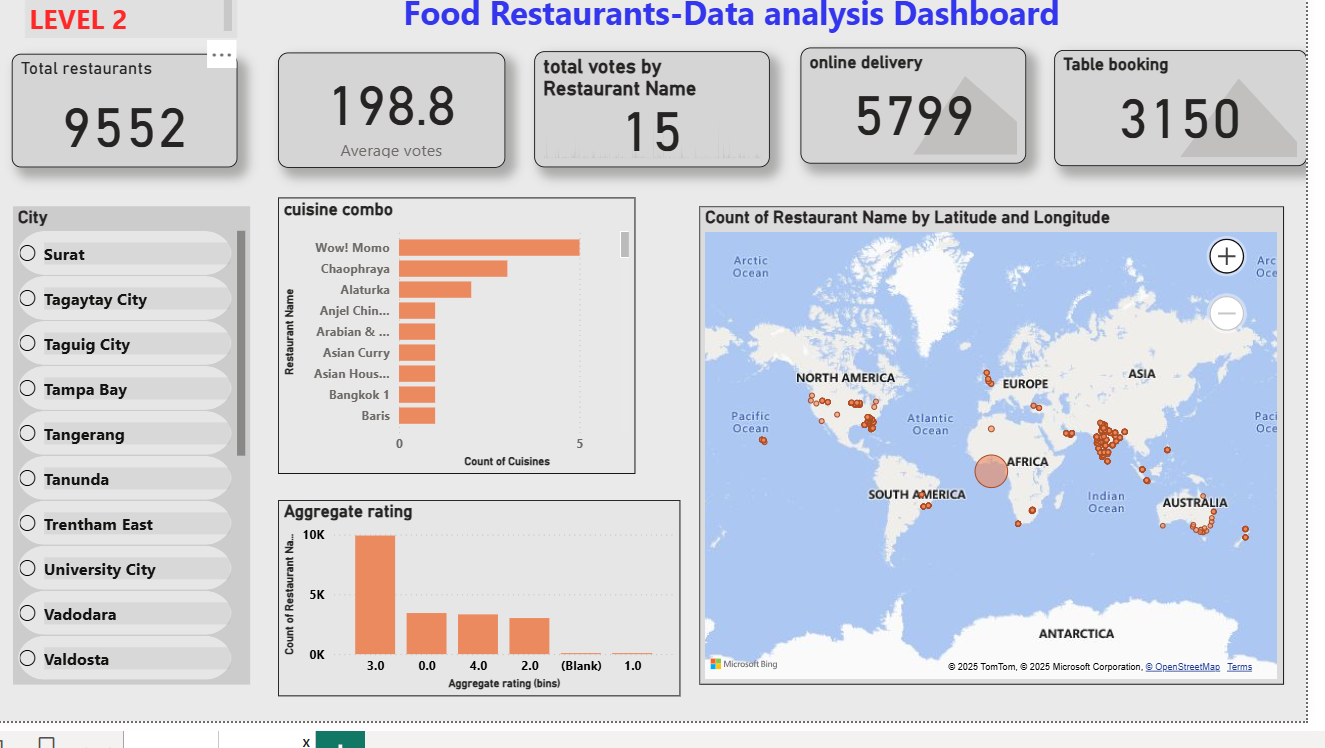 LEVEL 2
Food Restaurants-Data analysis Dashboard
Total restaurants
9552
198.8
Average votes
total votes by
Restaurant Name
15
online delivery
5799
Table booking
3150
City
Surat
Tagaytay City
Taguig City
Tampa Bay
Tangerang
Tanunda
Trentham East
University City
Vadodara
Valdosta
cuisine combo
Restaurant Name
Wow! Momo
Chaophraya
Alaturka
Anjel Chin...
Arabian & ...
Asian Curry
Asian Hous...
Bangkok 1
Baris
0 5
Count of Cuisines
Aggregate rating
Count of Restaurant Na...
10K
5K
0K
3.0 0.0 4.0 2.0 (Blank) 1.0
Aggregate rating (bins)
Count of Restaurant Name by Latitude and Longitude
Arctic
Ocean
Arc
Oce
NORTH AMERICA
EUROPE
ASIA
Pacific
Ocean
Atlantic
Ocean
Paci
Oce
AFRICA
SOUTH AMERICA
Indian
Ocean
AUSTRALIA
ANTARCTICA
Microsoft Bing
© 2025 TomTom, © 2025 Microsoft Corporation, © OpenStreetMap Terms
x